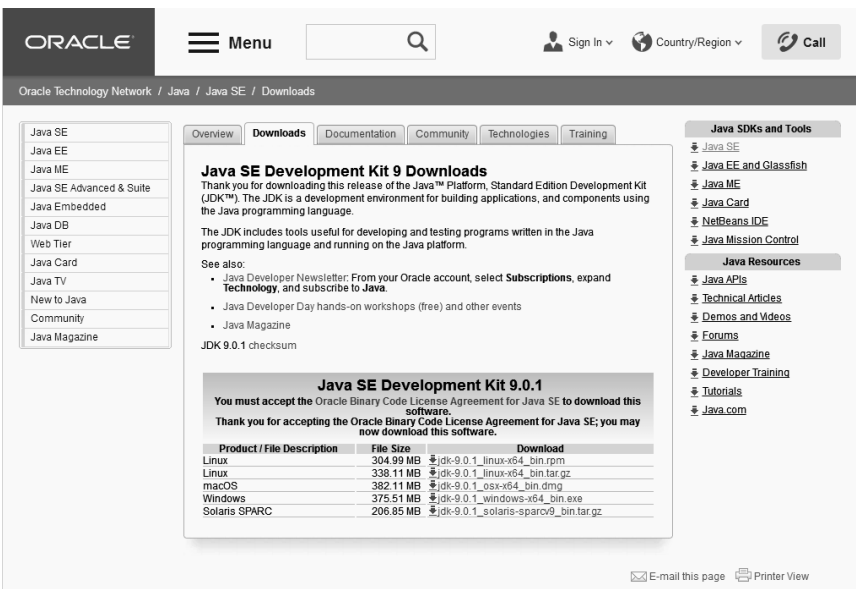 ORACLE
Menu
Sign In
Country/Region
Call
Oracle Technology Network / Java / Java SE / Downloads
Java SE
Java EE
Java ME
Java SE Advanced & Suite
Java Embedded
Java DB
Web Tier
Java Card
Java TV
New to Java
Community
Java Magazine
Overview
Downloads
Documentation
Community
Technologies
Training
Java SE Development Kit 9 Downloads
Thank you for downloading this release of the Java™ Platform, Standard Edition Development Kit
(JDK™). The JDK is a development environment for building applications, and components using
the Java programming language.
The JDK includes tools useful for developing and testing programs written in the Java
programming language and running on the Java platform.
See also:
• Java Developer Newsletter: From your Oracle account, select Subscriptions, expand
Technology, and subscribe to Java.
• Java Developer Day hands-on workshops (free) and other events
• Java Magazine
JDK 9.0.1 checksum
Java SE Development Kit 9.0.1
You must accept the Oracle Binary Code License Agreement for Java SE to download this
software.
Thank you for accepting the Oracle Binary Code License Agreement for Java SE; you may
now download this software.
Product / File Description File Size Download
Linux 304.99 MB jdk-9.0.1_linux-x64_bin.rpm
Linux 338.11 MB jdk-9.0.1_linux-x64_bin.tar.gz
macOS 382.11 MB jdk-9.0.1_osx-x64_bin.dmg
Windows 375.51 MB jdk-9.0.1_windows-x64_bin.exe
Solaris SPARC 206.85 MB jdk-9.0.1_solaris-sparcv9_bin.tar.gz
Java SDKs and Tools
Java SE
Java EE and Glassfish
Java ME
Java Card
NetBeans IDE
Java Mission Control
Java Resources
Java APIs
Technical Articles
Demos and Videos
Forums
Java Magazine
Developer Training
Tutorials
Java.com
E-mail this page
Printer View